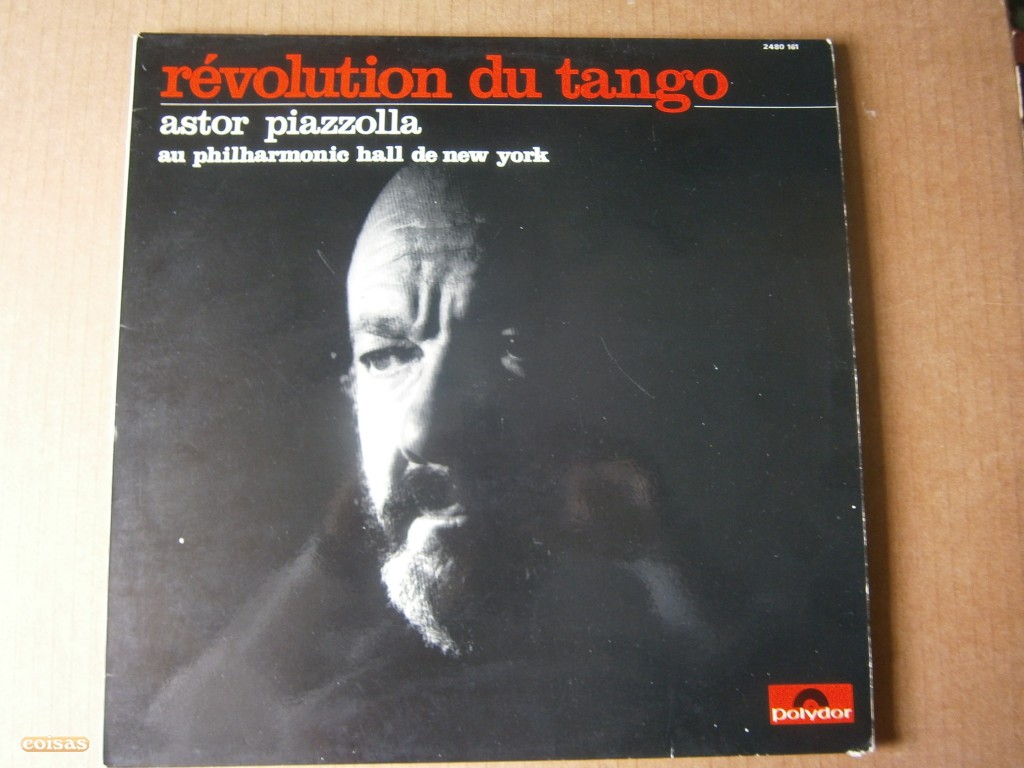 2480 161
révolution du tango
astor piazzolla
au philharmonic hall de new york
polydor
coisas